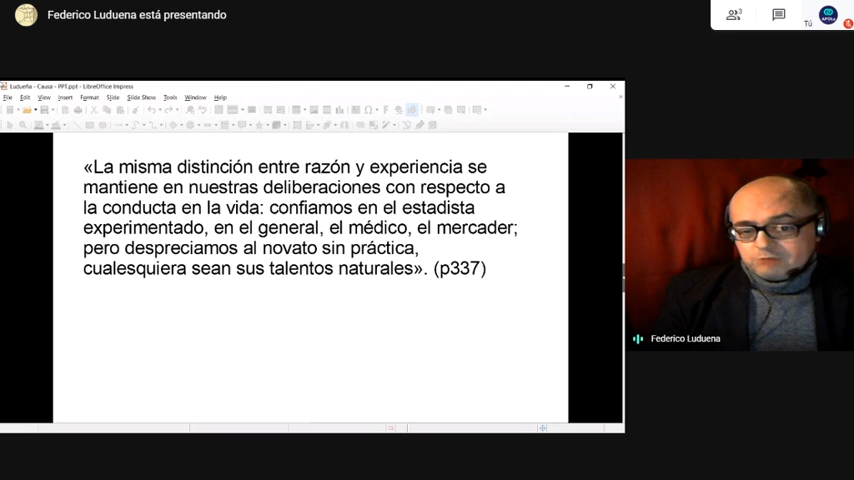 Federico Luduena está presentando
3
Tú
APOLa
Ludueña - Causa - PPT.ppt - LibreOffice Impress
File Edit View Insert Format Slide Slide Show Tools Window Help
«La misma distinción entre razón y experiencia se
mantiene en nuestras deliberaciones con respecto a
la conducta en la vida: confiamos en el estadista
experimentado, en el general, el médico, el mercader;
pero despreciamos al novato sin práctica,
cualesquiera sean sus talentos naturales». (p337)
Federico Luduena